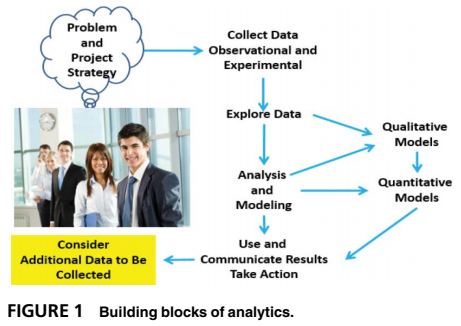 Problem
and
Project
Strategy
Collect Data
Observational and
Experimental
Explore Data
Qualitative
Models
Analysis
and
Modeling
Quantitative
Models
Use and
Communicate Results
Take Action
Consider
Additional Data to Be
Collected
FIGURE 1 Building blocks of analytics.